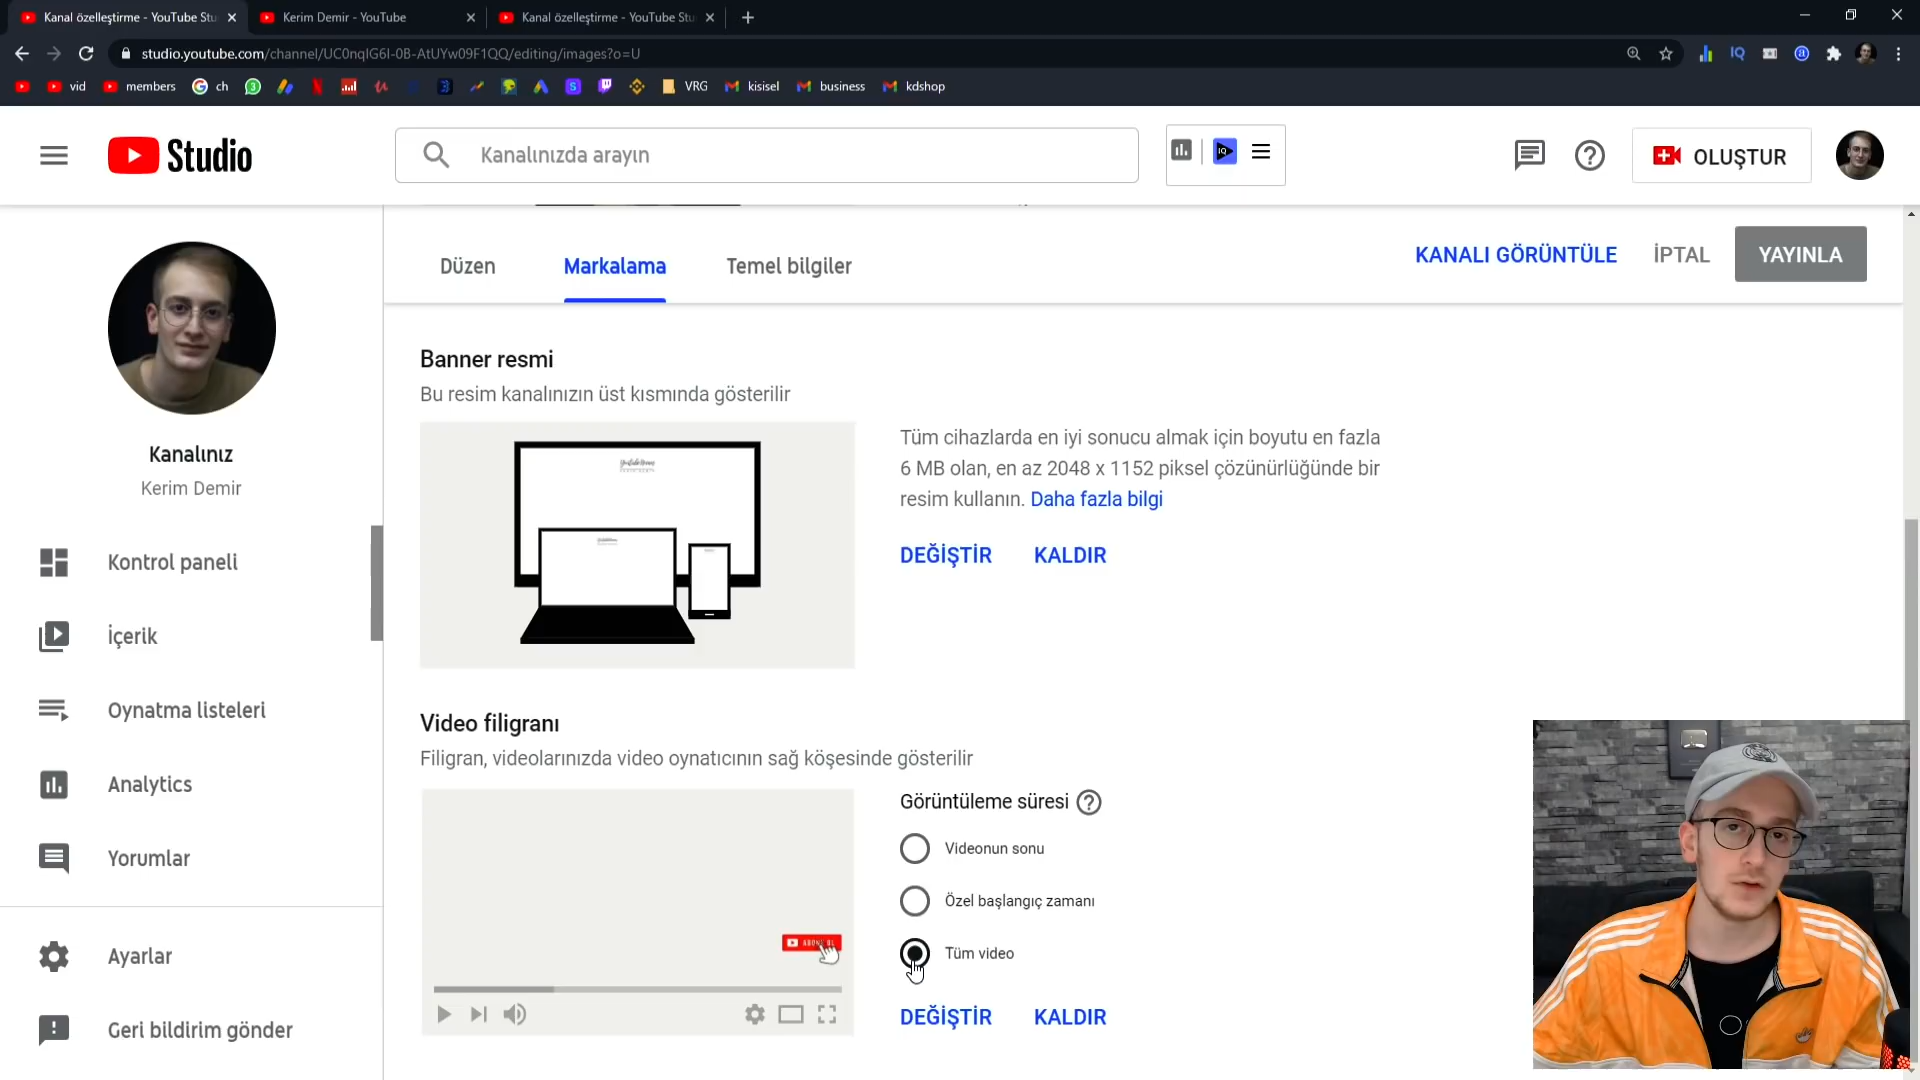 Kanal özelleştirme - YouTube Stu
Kerim Demir - YouTube
Kanal özelleştirme - YouTube Stu
studio.youtube.com/channel/UC0nqIG6I-0B-AtUYw09F1QQ/editing/images?o=U
vid
members
ch
VRG
kisisel
business
kdshop
Studio
Kanalınızda arayın
IQ
OLUŞTUR
Düzen
Markalama
Temel bilgiler
KANALI GÖRÜNTÜLE
İPTAL
YAYINLA
Kanalınız
Kerim Demir
Kontrol paneli
İçerik
Oynatma listeleri
Analytics
Yorumlar
Ayarlar
Geri bildirim gönder
Banner resmi
Bu resim kanalınızın üst kısmında gösterilir
Tüm cihazlarda en iyi sonucu almak için boyutu en fazla
6 MB olan, en az 2048 x 1152 piksel çözünürlüğünde bir
resim kullanın. Daha fazla bilgi
DEĞİŞTİR
KALDIR
Video filigranı
Filigran, videolarınızda video oynatıcının sağ köşesinde gösterilir
Görüntüleme süresi
Videonun sonu
Özel başlangıç zamanı
Tüm video
DEĞİŞTİR
KALDIR